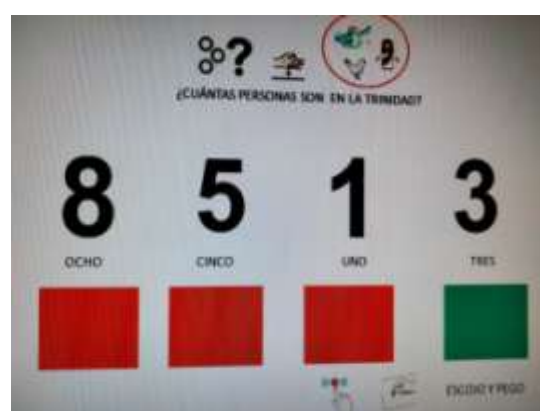 ?
¿CUÁNTAS PERSONAS SON EN LA TRINIDAD?
8 5 1 3
OCHO CINCO UNO TRES
ESCOJO Y PEGO